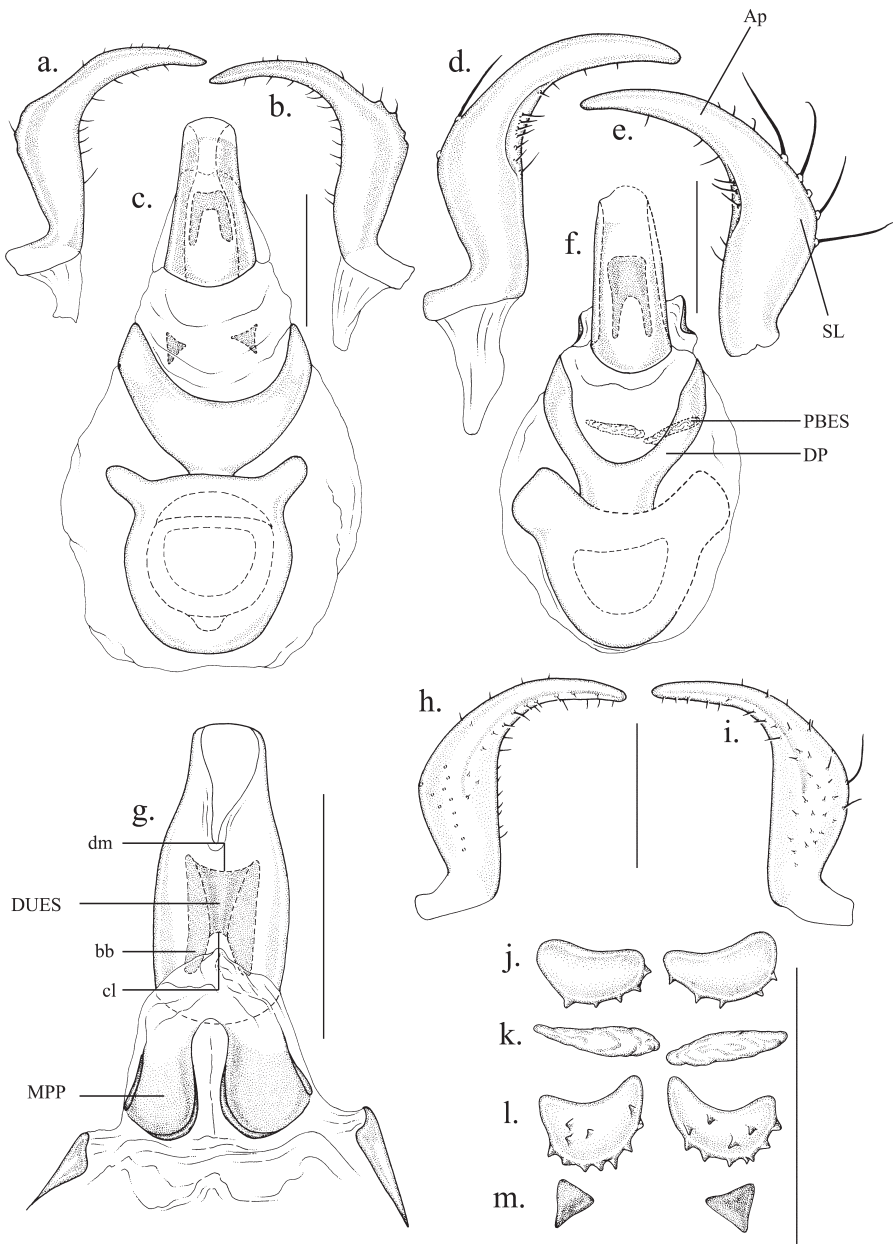 a.
b.
c.
d.
Ap
e.
f.
SL
PBES
DP
g.
dm
DUES
bb
cl
MPP
h.
i.
j.
k.
l.
m.